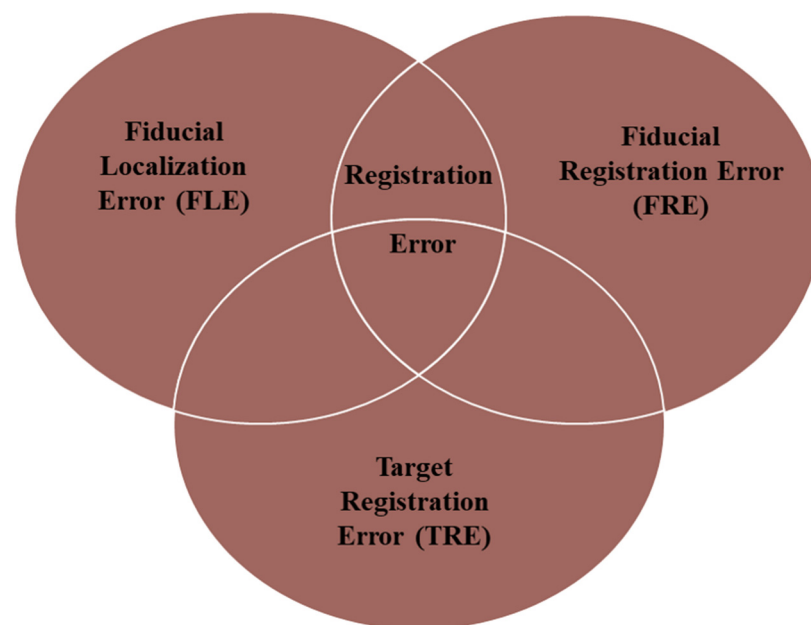 Fiducial
Localization
Error (FLE)
Fiducial
Registration Error
(FRE)
Registration
Error
Target
Registration
Error (TRE)